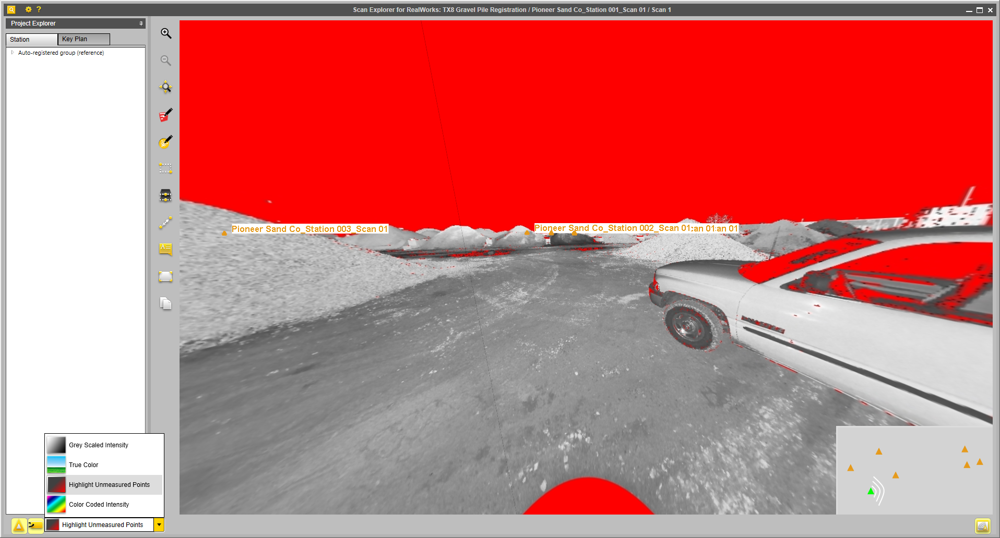 Scan Explorer for RealWorks: TX8 Gravel Pile Registration / Pioneer Sand Co_Station 001_Scan 01 / Scan 1
Project Explorer
Station
Key Plan
Auto-registered group (reference)
Pioneer Sand Co_Station 003_Scan 01
Pioneer Sand Co_Station 002_Scan 01:an 01:an 01
Grey Scaled Intensity
True Color
Highlight Unmeasured Points
Color Coded Intensity
Highlight Unmeasured Points